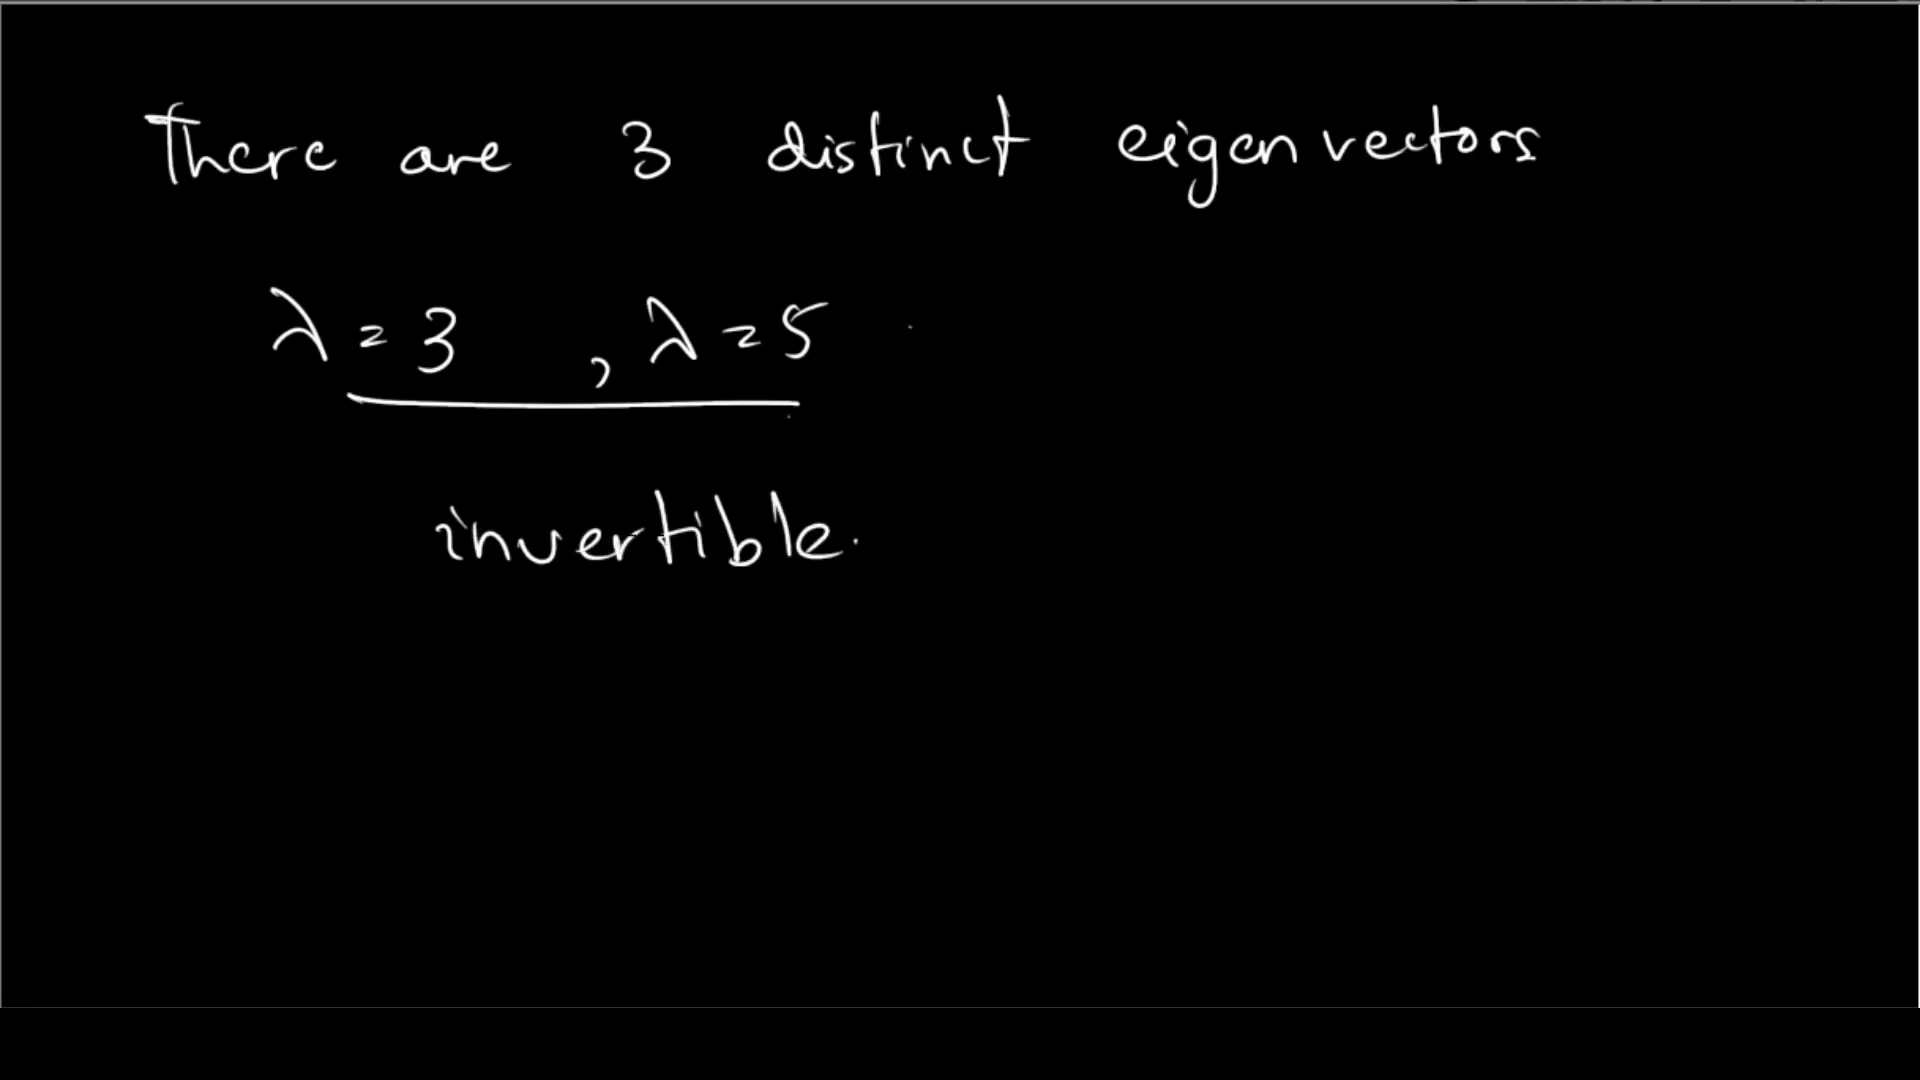 There are 3 distinct eigenvectors
λ = 3 , λ = 5
invertible.